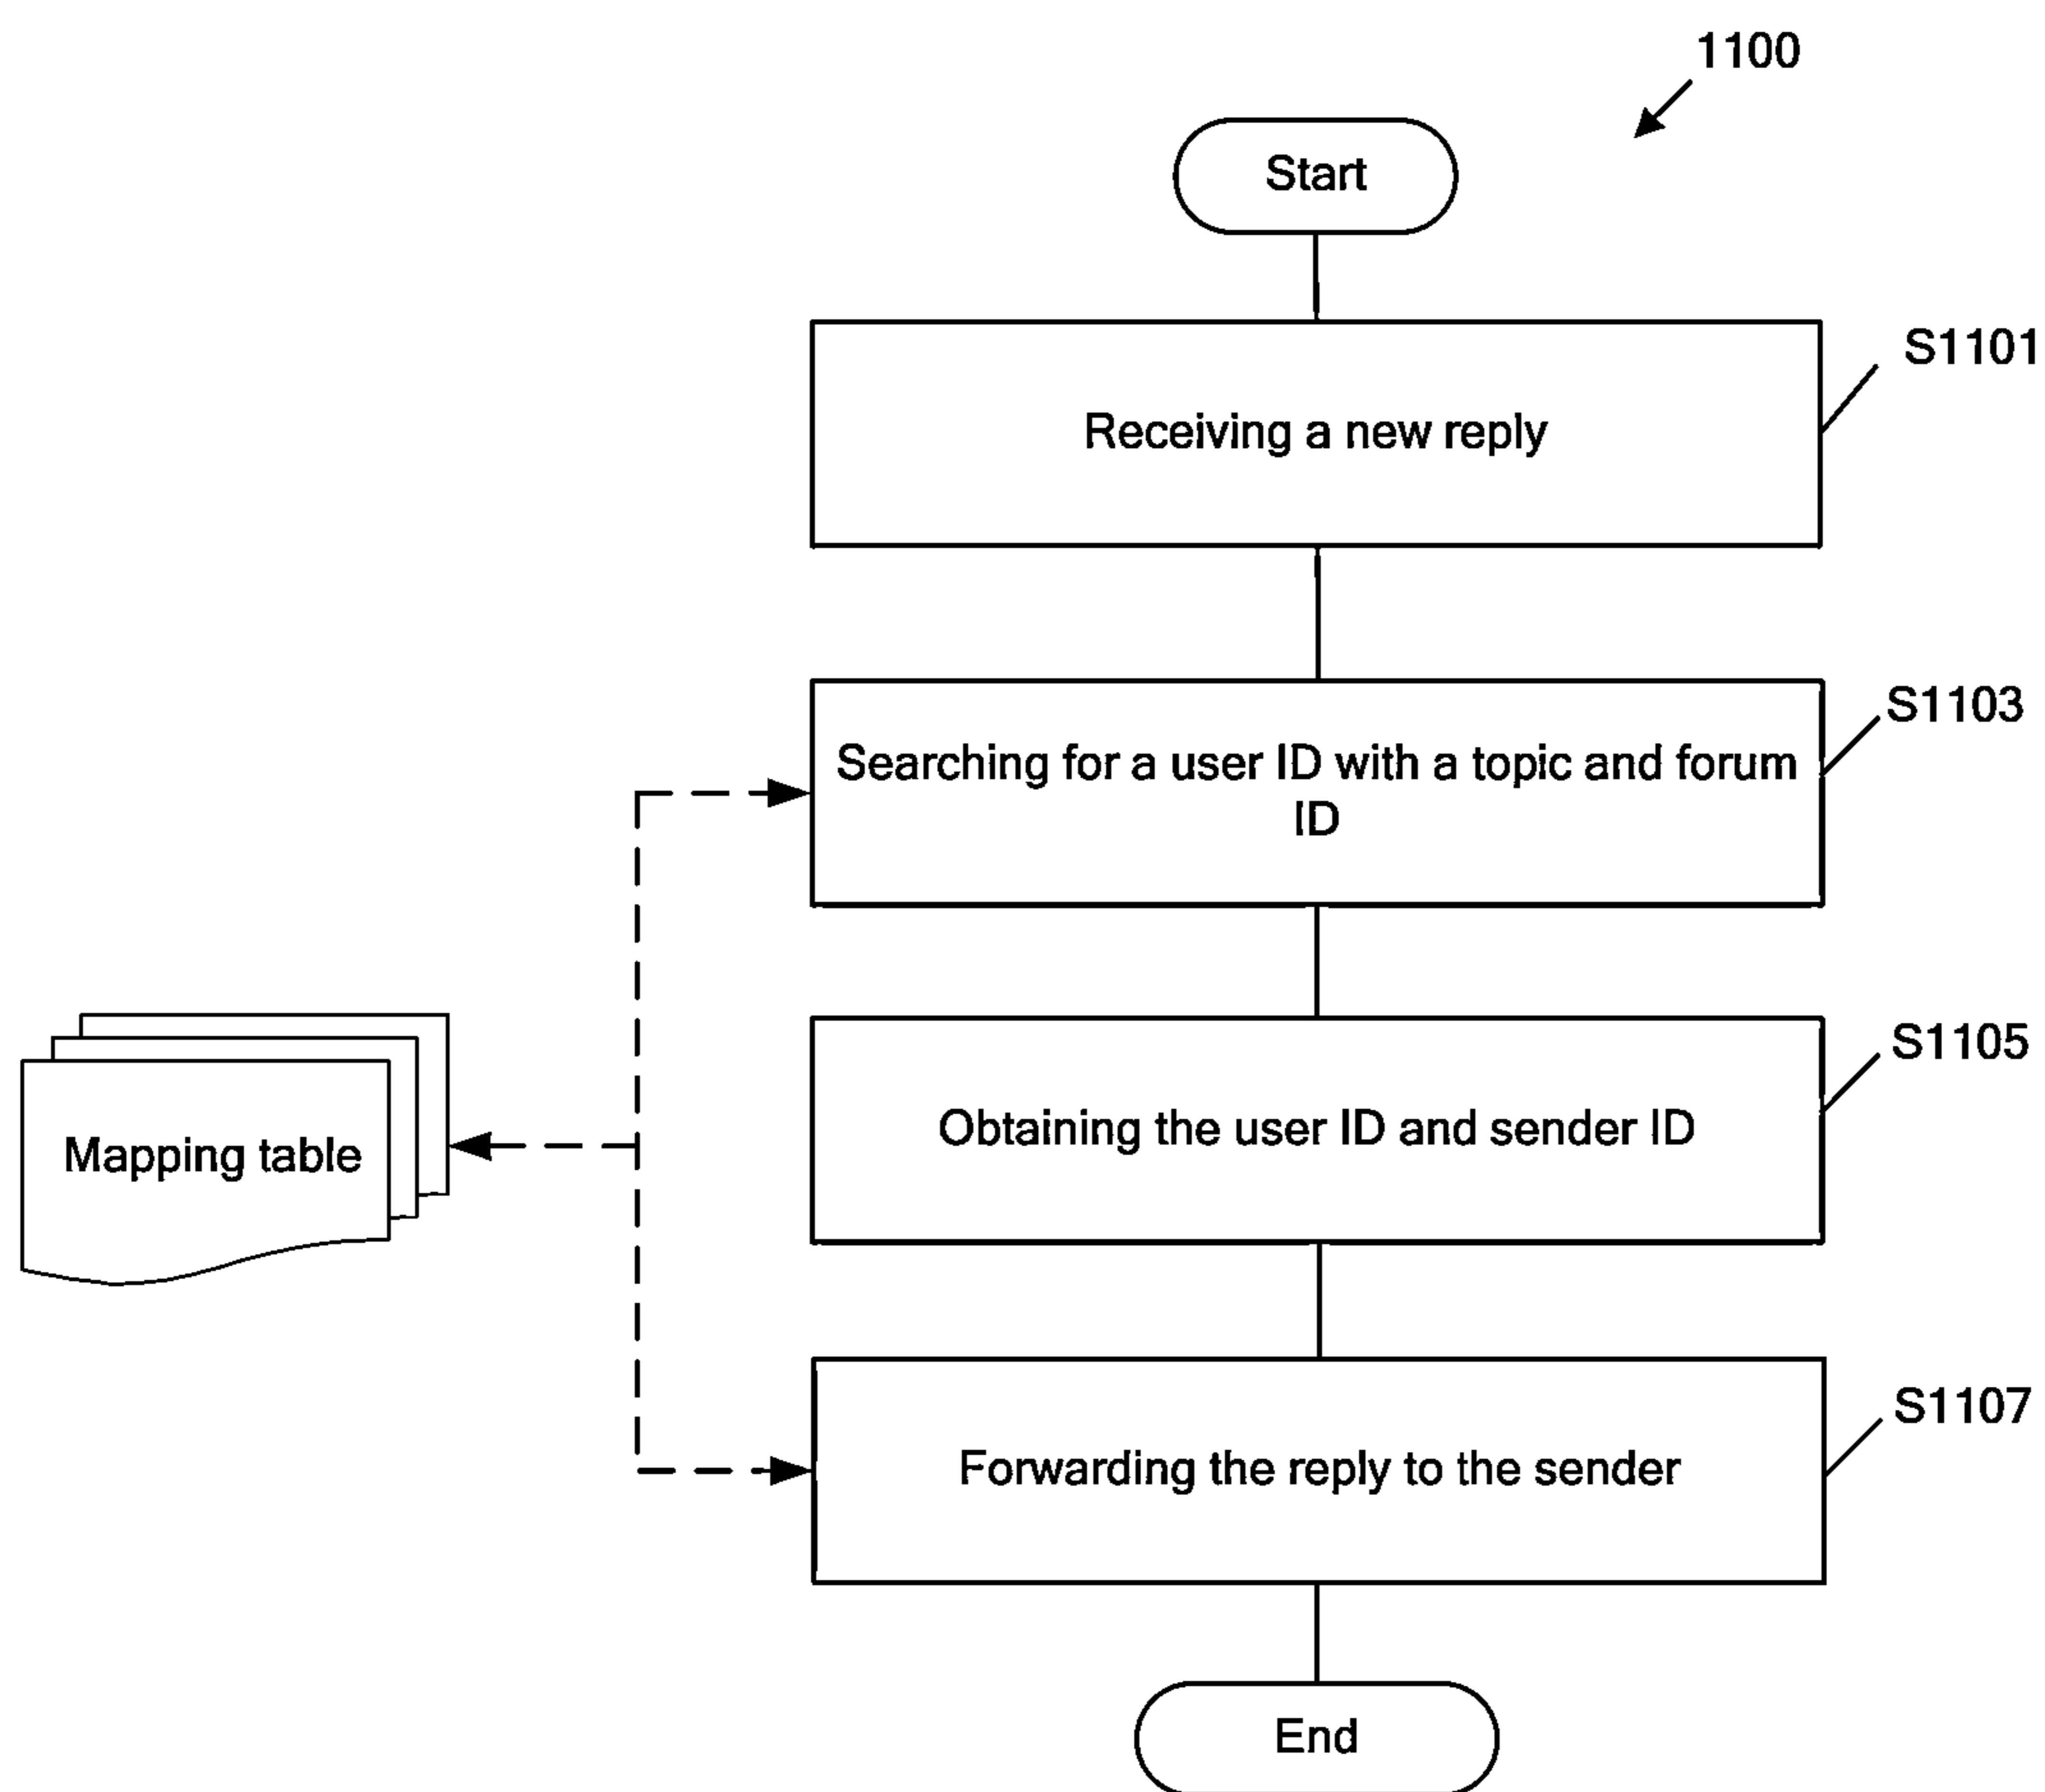 1100
Start
Receiving a new reply
S1101
Searching for a user ID with a topic and forum
ID
S1103
Obtaining the user ID and sender ID
S1105
Mapping table
Forwarding the reply to the sender
S1107
End